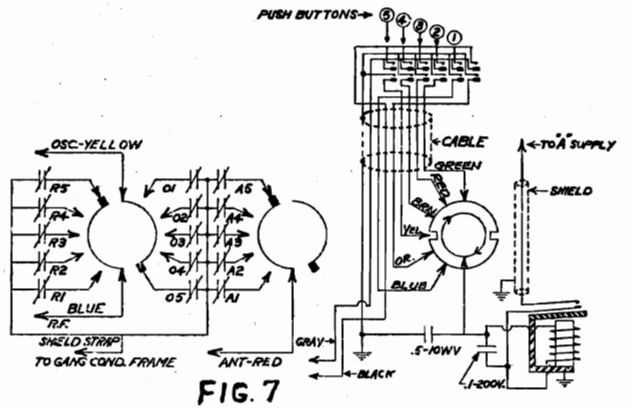 PUSH BUTTONS→ 5 4 3 2 1
OSC-YELLOW
CABLE
TO "A" SUPPLY
GREEN
RED
SHIELD
R5 O1 A5
R4 O2 A4
BRN.
R3 O3 A3
YEL.
R2 O4 A2
OR.
R1 O5 A1
BLUE
BLUE
R.F.
SHIELD STRAP
GRAY
.5-10WV
TO GANG COND. FRAME
ANT-RED
BLACK
.1-200V.
FIG. 7